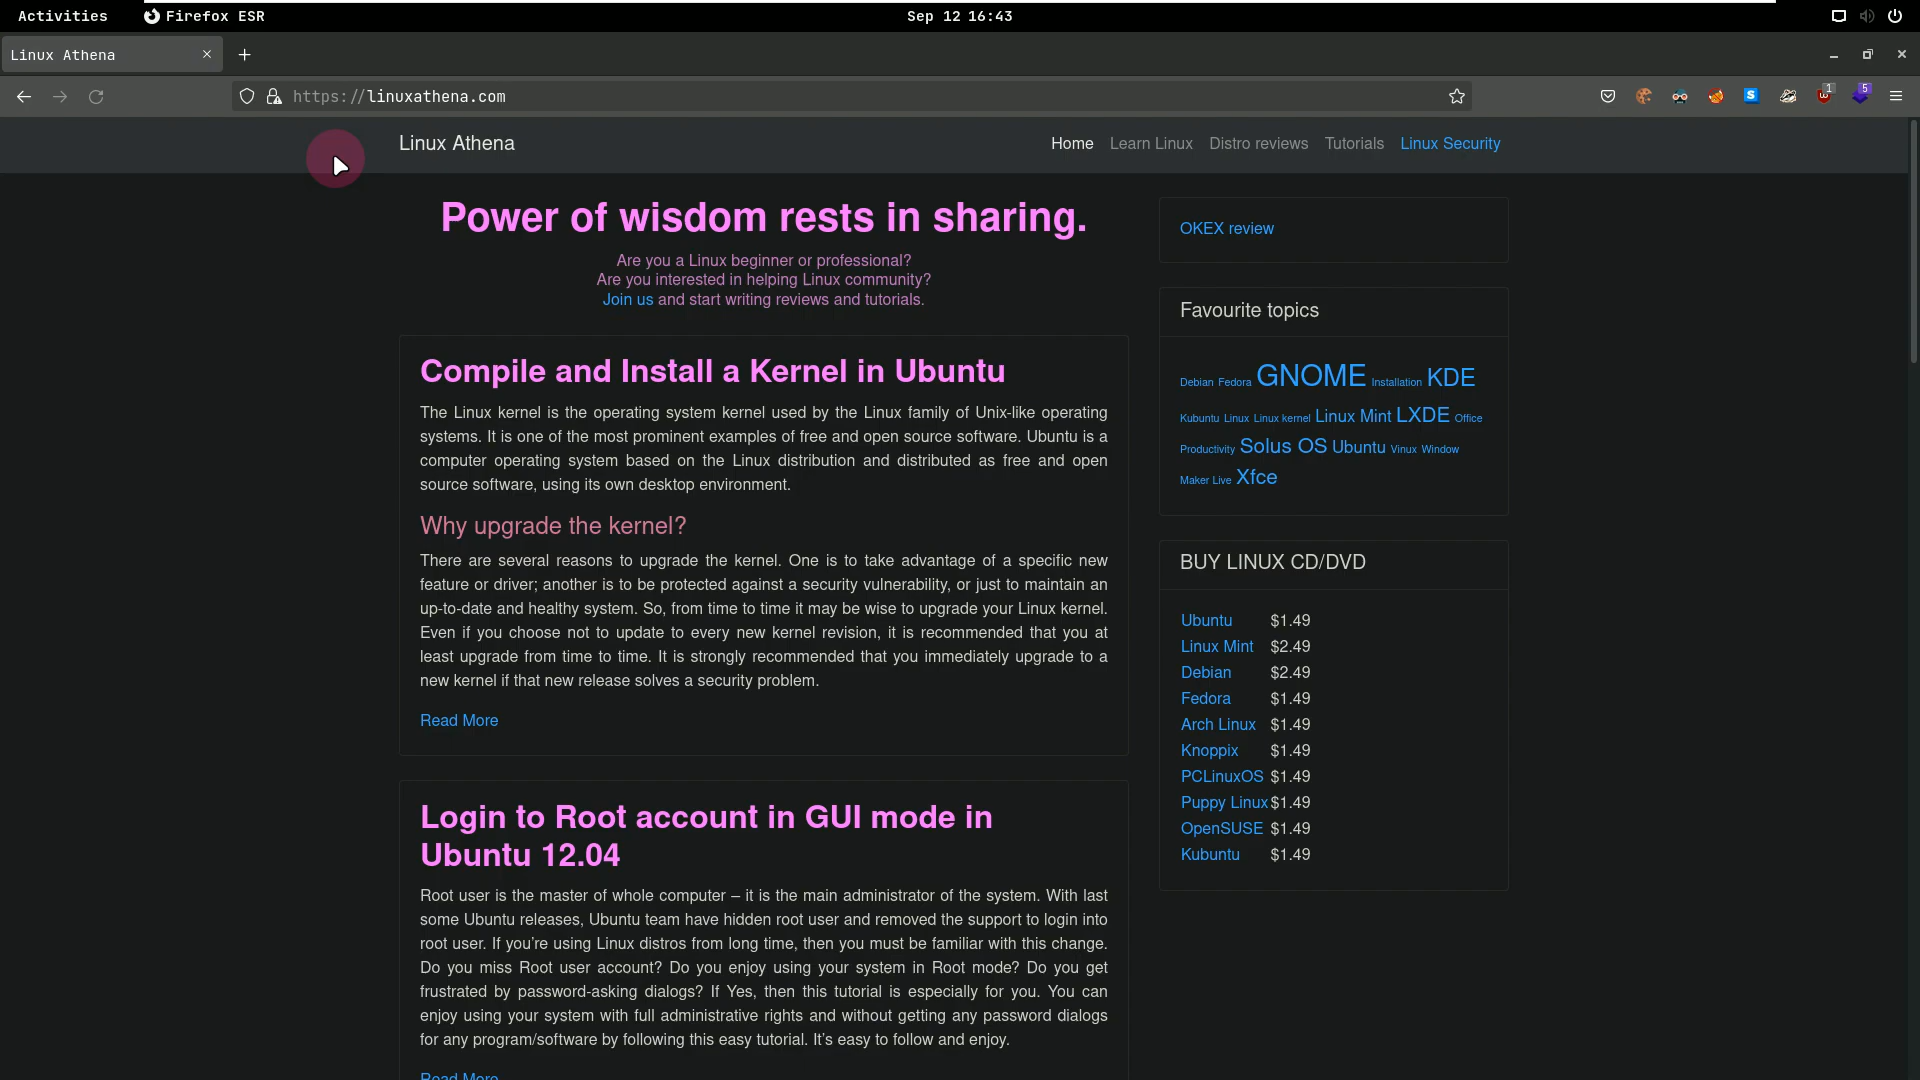 Activities
Firefox ESR
Sep 12 16:43
Linux Athena
https://linuxathena.com
1
5
Linux Athena
Home
Learn Linux
Distro reviews
Tutorials
Linux Security
Power of wisdom rests in sharing.
Are you a Linux beginner or professional?
Are you interested in helping Linux community?
Join us and start writing reviews and tutorials.
Compile and Install a Kernel in Ubuntu
The Linux kernel is the operating system kernel used by the Linux family of Unix-like operating
systems. It is one of the most prominent examples of free and open source software. Ubuntu is a
computer operating system based on the Linux distribution and distributed as free and open
source software, using its own desktop environment.
Why upgrade the kernel?
There are several reasons to upgrade the kernel. One is to take advantage of a specific new
feature or driver; another is to be protected against a security vulnerability, or just to maintain an
up-to-date and healthy system. So, from time to time it may be wise to upgrade your Linux kernel.
Even if you choose not to update to every new kernel revision, it is recommended that you at
least upgrade from time to time. It is strongly recommended that you immediately upgrade to a
new kernel if that new release solves a security problem.
Read More
Login to Root account in GUI mode in
Ubuntu 12.04
Root user is the master of whole computer – it is the main administrator of the system. With last
some Ubuntu releases, Ubuntu team have hidden root user and removed the support to login into
root user. If you’re using Linux distros from long time, then you must be familiar with this change.
Do you miss Root user account? Do you enjoy using your system in Root mode? Do you get
frustrated by password-asking dialogs? If Yes, then this tutorial is especially for you. You can
enjoy using your system with full administrative rights and without getting any password dialogs
for any program/software by following this easy tutorial. It’s easy to follow and enjoy.
Read More
OKEX review
Favourite topics
Debian Fedora GNOME Installation KDE
Kubuntu Linux Linux kernel Linux Mint LXDE Office
Productivity Solus OS Ubuntu Vinux Window
Maker Live Xfce
BUY LINUX CD/DVD
Ubuntu $1.49
Linux Mint $2.49
Debian $2.49
Fedora $1.49
Arch Linux $1.49
Knoppix $1.49
PCLinuxOS $1.49
Puppy Linux $1.49
OpenSUSE $1.49
Kubuntu $1.49